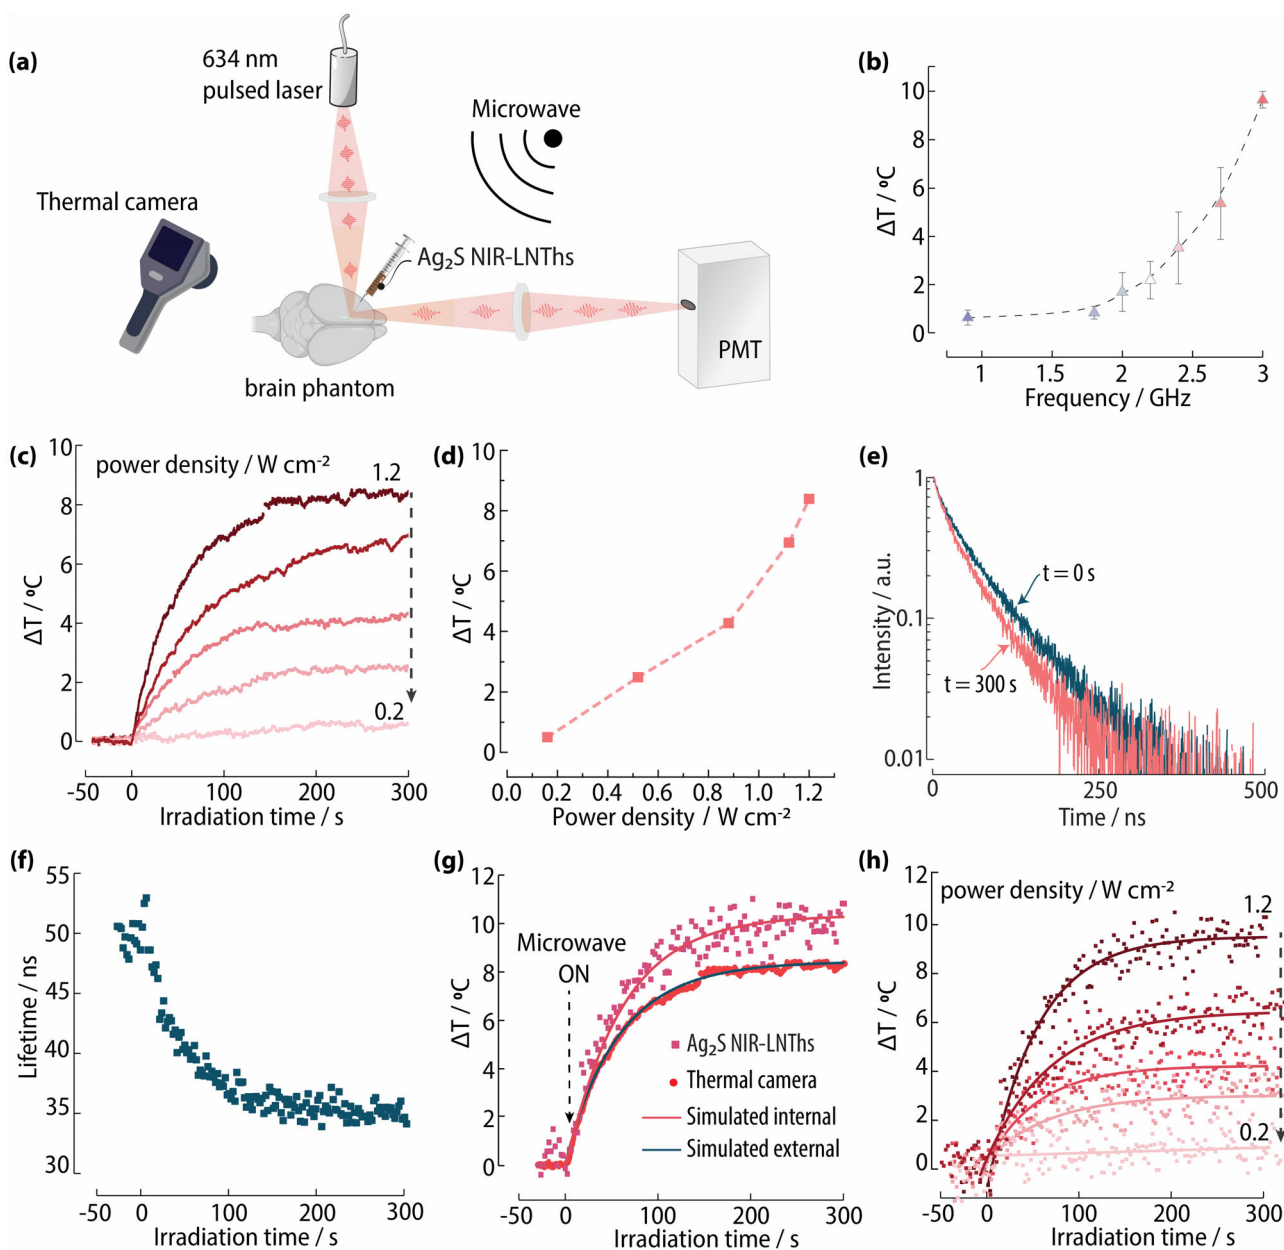 (a)
634 nm
pulsed laser
Microwave
Thermal camera
Ag₂S NIR-LNThs
PMT
brain phantom
(b)
10
8
6
4
2
0
ΔT / ºC
1
1.5
2
2.5
3
Frequency / GHz
(c)
10
8
6
4
2
0
ΔT / ºC
power density / W cm⁻²
1.2
0.2
-50
0
100
200
300
Irradiation time / s
(d)
10
8
6
4
2
0
ΔT / ºC
0.0
0.2
0.4
0.6
0.8
1.0
1.2
Power density / W cm⁻²
(e)
1
0.1
0.01
Intensity / a.u.
t = 0 s
t = 300 s
0
250
500
Time / ns
(f)
55
50
45
40
35
30
Lifetime / ns
-50
0
100
200
300
Irradiation time / s
(g)
12
10
8
6
4
2
0
ΔT / ºC
Microwave
ON
Ag₂S NIR-LNThs
Thermal camera
Simulated internal
Simulated external
-50
0
100
200
300
Irradiation time / s
(h)
12
10
8
6
4
2
0
ΔT / ºC
power density / W cm⁻²
1.2
0.2
-50
0
100
200
300
Irradiation time / s